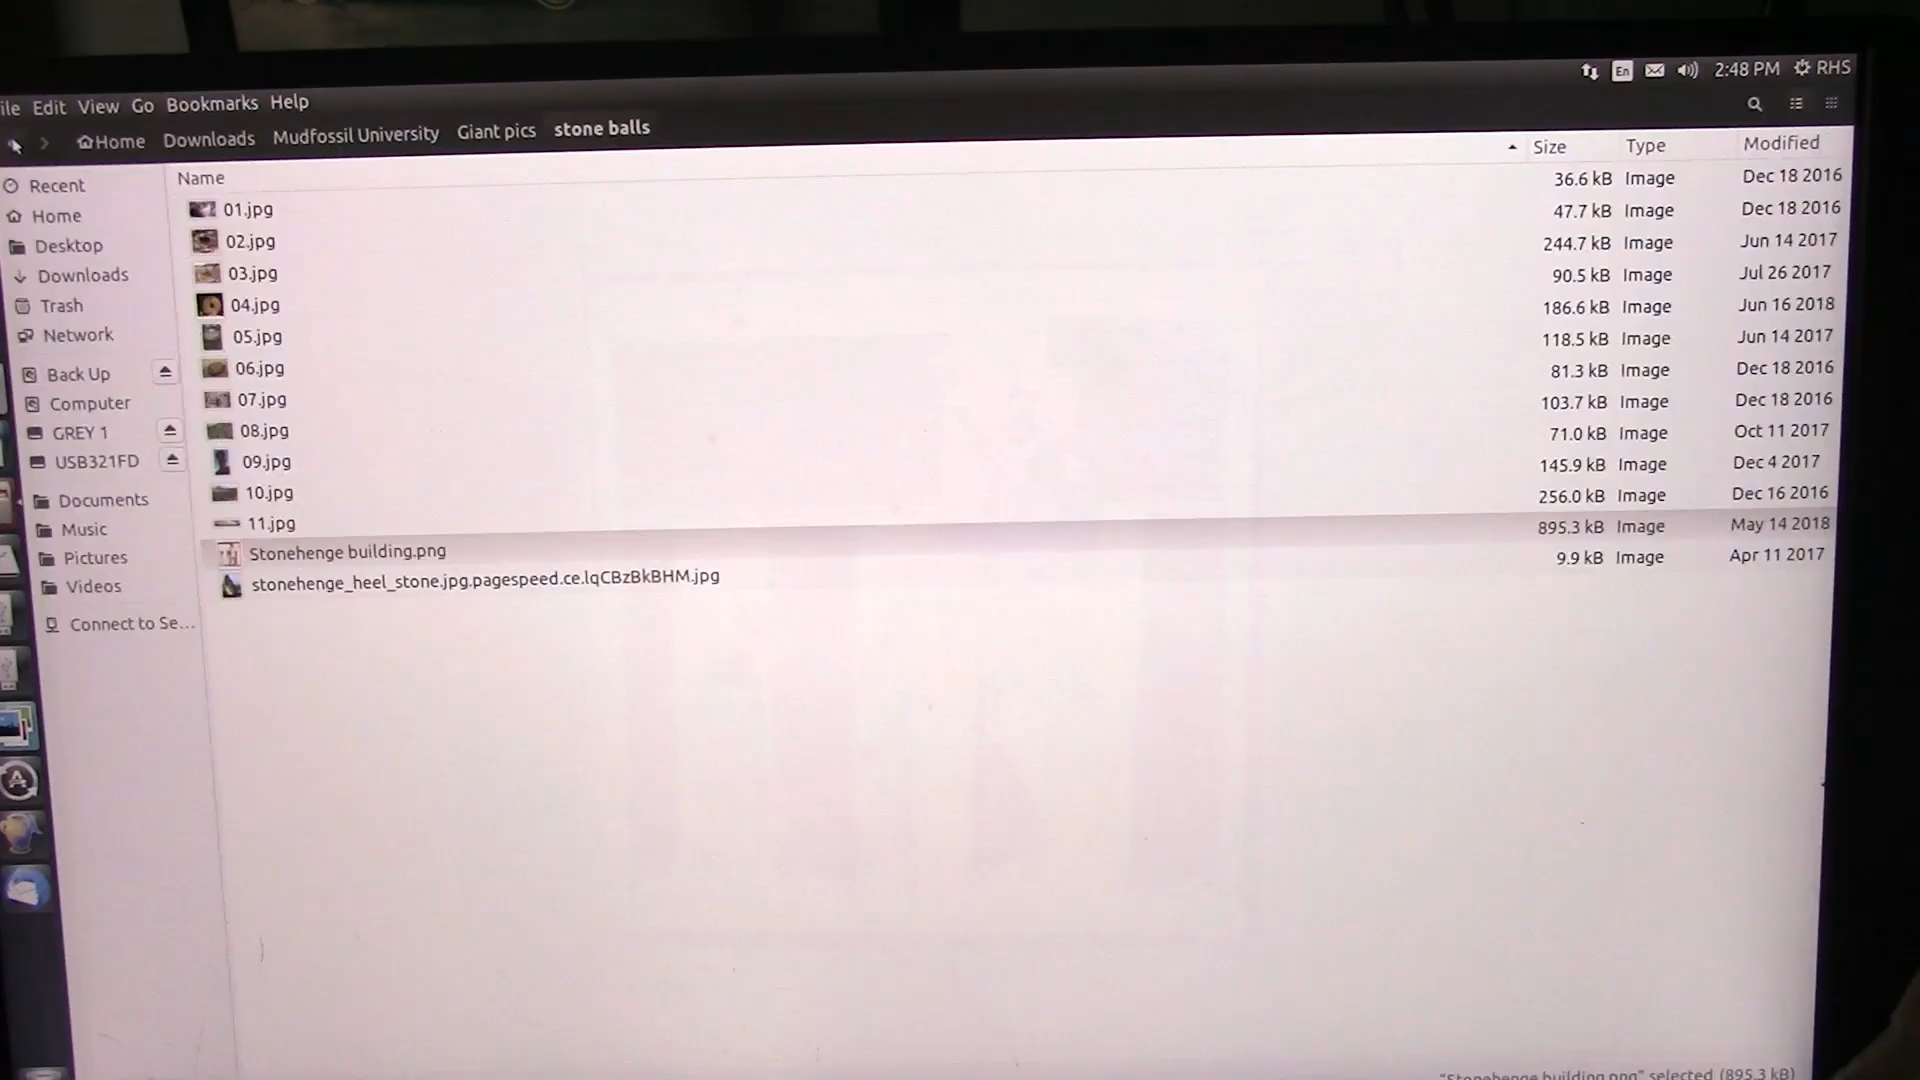 2:48 PM RHS
ile Edit View Go Bookmarks Help
Home Downloads Mudfossil University Giant pics stone balls
Name Size Type Modified
01.jpg 36.6 kB Image Dec 18 2016
02.jpg 47.7 kB Image Dec 18 2016
03.jpg 244.7 kB Image Jun 14 2017
04.jpg 90.5 kB Image Jul 26 2017
05.jpg 186.6 kB Image Jun 16 2018
06.jpg 118.5 kB Image Jun 14 2017
07.jpg 81.3 kB Image Dec 18 2016
08.jpg 103.7 kB Image Dec 18 2016
09.jpg 71.0 kB Image Oct 11 2017
10.jpg 145.9 kB Image Dec 4 2017
11.jpg 256.0 kB Image Dec 16 2016
Stonehenge building.png 895.3 kB Image May 14 2018
stonehenge_heel_stone.jpg.pagespeed.ce.lqCBzBkBHM.jpg 9.9 kB Image Apr 11 2017
Recent
Home
Desktop
Downloads
Trash
Network
Back Up
Computer
GREY 1
USB321FD
Documents
Music
Pictures
Videos
Connect to Se...
En
A
"Stonehenge building.png" selected (895.3 kB)